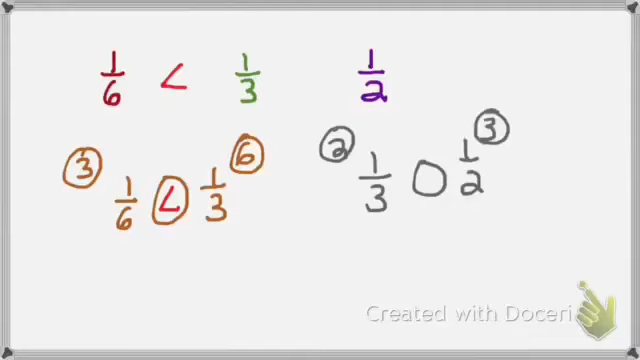 1/6 < 1/3 1/2
③ 1/6 < 1/3 ⑥
② 1/3 ○ 1/2 ③
Created with Doceri